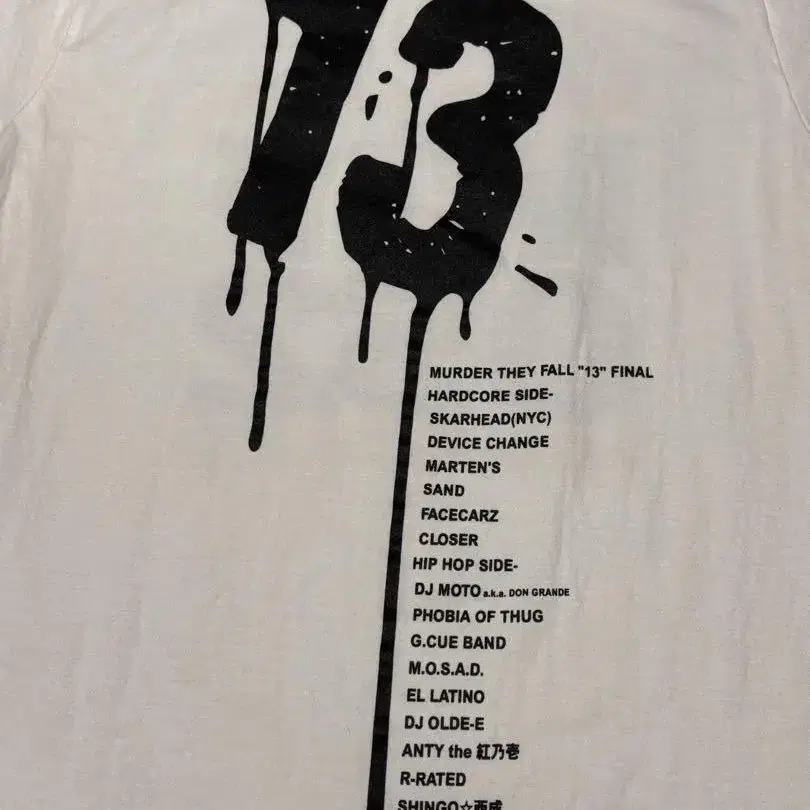 13
MURDER THEY FALL "13" FINAL
HARDCORE SIDE-
SKARHEAD(NYC)
DEVICE CHANGE
MARTEN'S
SAND
FACECARZ
CLOSER
HIP HOP SIDE-
DJ MOTO a.k.a. DON GRANDE
PHOBIA OF THUG
G.CUE BAND
M.O.S.A.D.
EL LATINO
DJ OLDE-E
ANTY the 紅乃壱
R-RATED
SHINGO☆西成